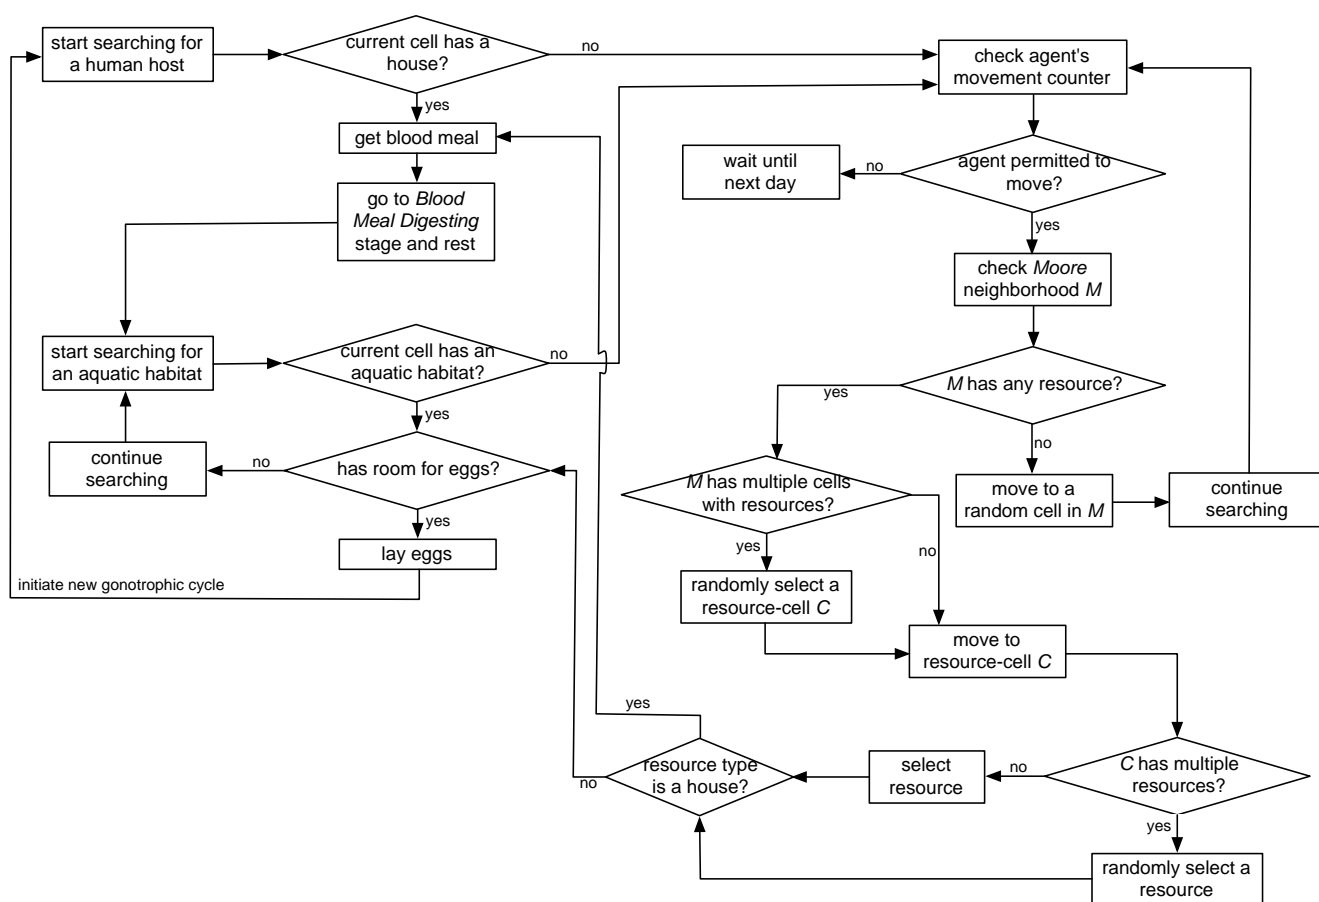 start searching for
a human host
current cell has a
house?
no
check agent's
movement counter
yes
get blood meal
wait until
next day
no
agent permitted to
move?
go to Blood
Meal Digesting
stage and rest
yes
check Moore
neighborhood M
start searching for
an aquatic habitat
current cell has an
aquatic habitat?
no
M has any resource?
yes
yes
no
continue
searching
no
has room for eggs?
M has multiple cells
with resources?
move to a
random cell in M
continue
searching
yes
lay eggs
yes
no
initiate new gonotrophic cycle
randomly select a
resource-cell C
move to
resource-cell C
yes
resource type
is a house?
no
select
resource
no
C has multiple
resources?
yes
randomly select a
resource